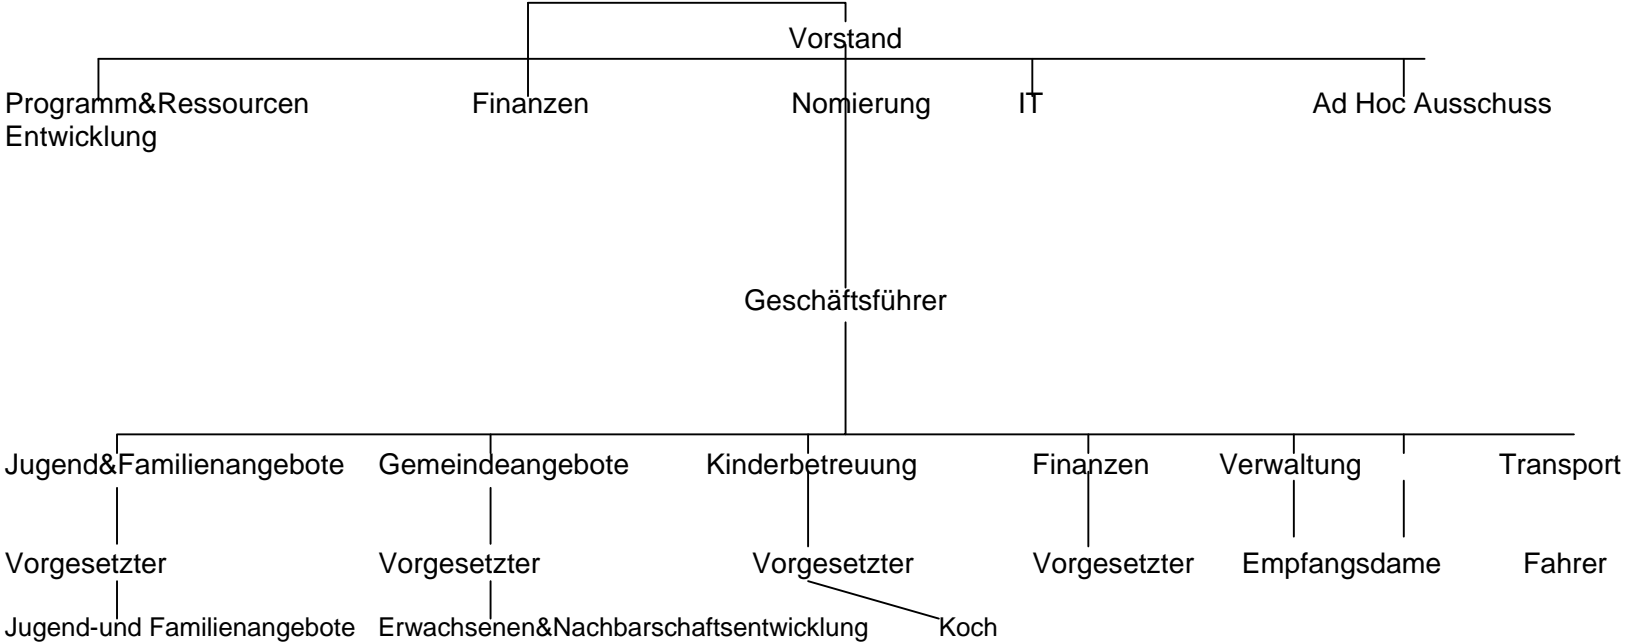 Vorstand
Programm&Ressourcen Entwicklung
Finanzen
Nomierung
IT
Ad Hoc Ausschuss
Geschäftsführer
Jugend&Familienangebote
Gemeindeangebote
Kinderbetreuung
Finanzen
Verwaltung
Transport
Vorgesetzter
Vorgesetzter
Vorgesetzter
Vorgesetzter
Empfangsdame
Fahrer
Jugend-und Familienangebote
Erwachsenen&Nachbarschaftsentwicklung
Koch